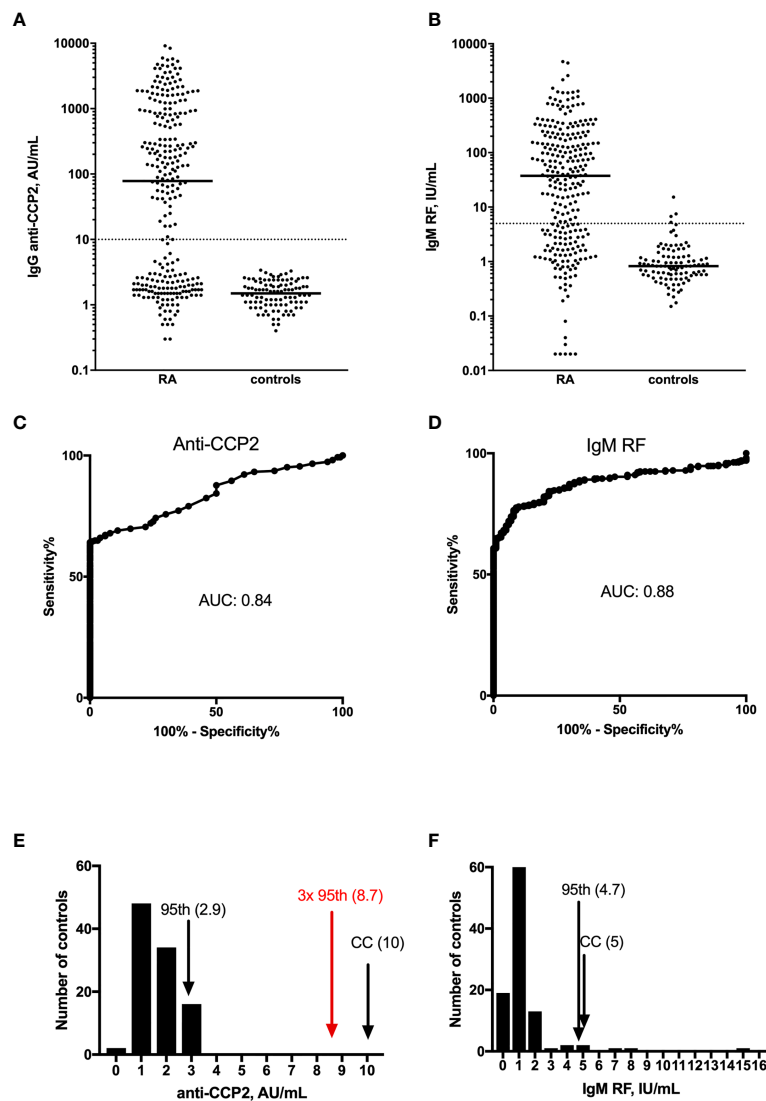 A
IgG anti-CCP2, AU/mL
10000
1000
100
10
1
0.1
RA
controls
B
IgM RF, IU/mL
10000
1000
100
10
1
0.1
0.01
RA
controls
C
Anti-CCP2
Sensitivity%
100
50
0
AUC: 0.84
0
50
100
100% - Specificity%
D
IgM RF
Sensitivity%
100
50
0
AUC: 0.88
0
50
100
100% - Specificity%
E
Number of controls
60
40
20
0
95th (2.9)
3x 95th (8.7)
CC (10)
0 1 2 3 4 5 6 7 8 9 10
anti-CCP2, AU/mL
F
Number of controls
60
40
20
0
95th (4.7)
CC (5)
0 1 2 3 4 5 6 7 8 9 10 11 12 13 14 15 16
IgM RF, IU/mL